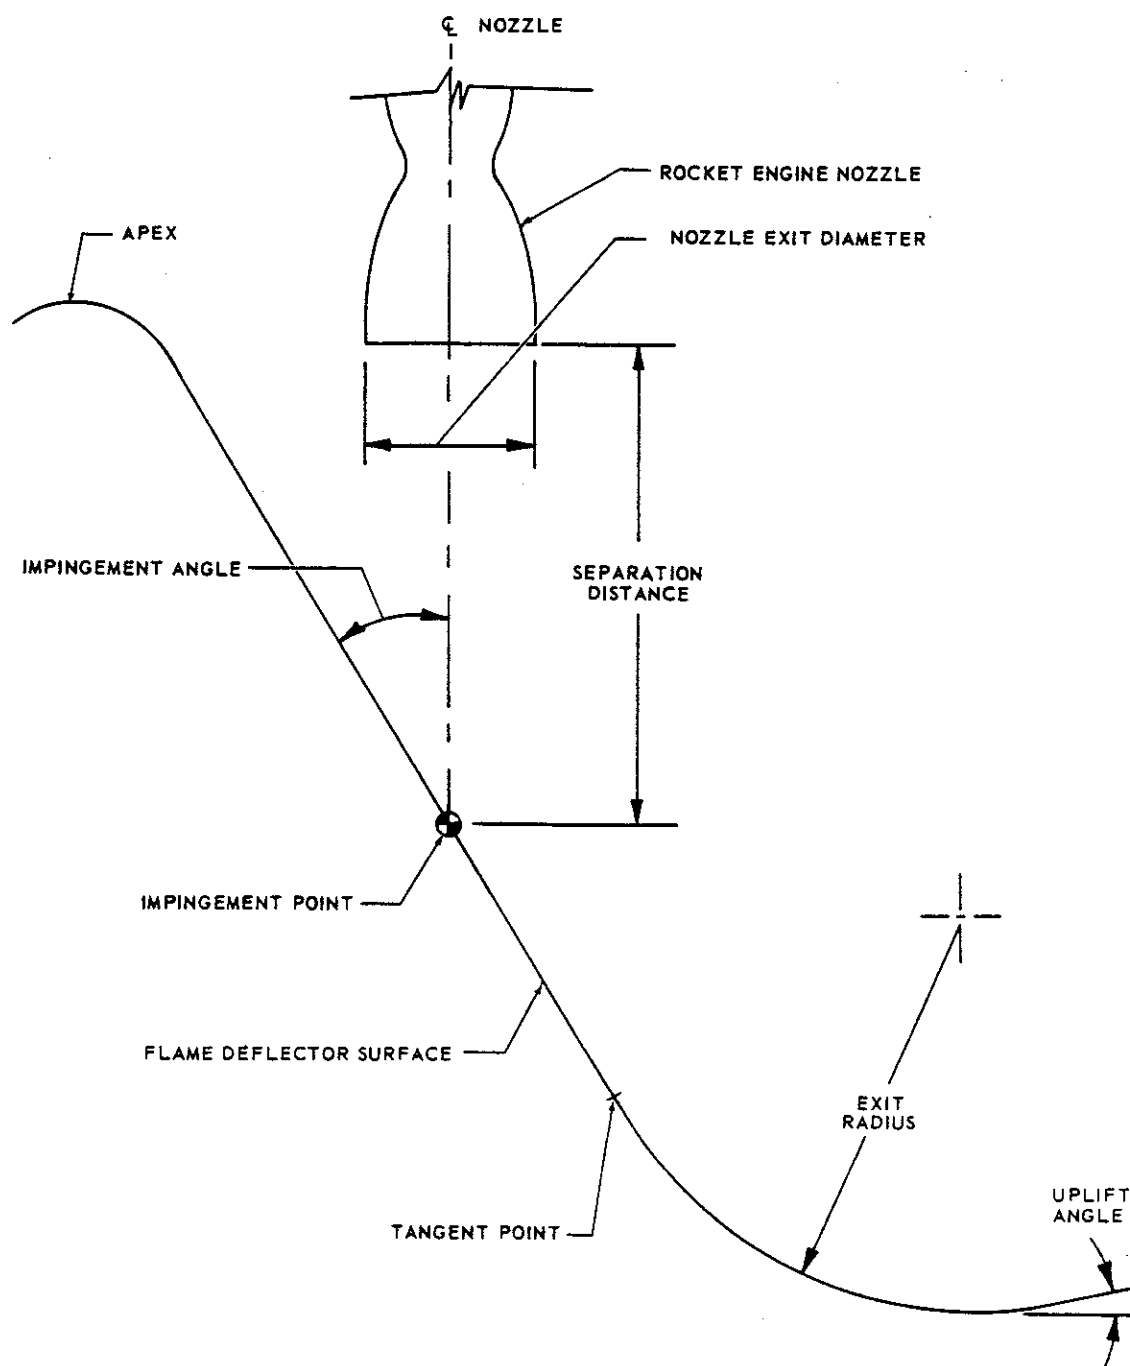 ℄ NOZZLE
ROCKET ENGINE NOZZLE
APEX
NOZZLE EXIT DIAMETER
IMPINGEMENT ANGLE
SEPARATION
DISTANCE
IMPINGEMENT POINT
FLAME DEFLECTOR SURFACE
EXIT
RADIUS
UPLIFT
ANGLE
TANGENT POINT